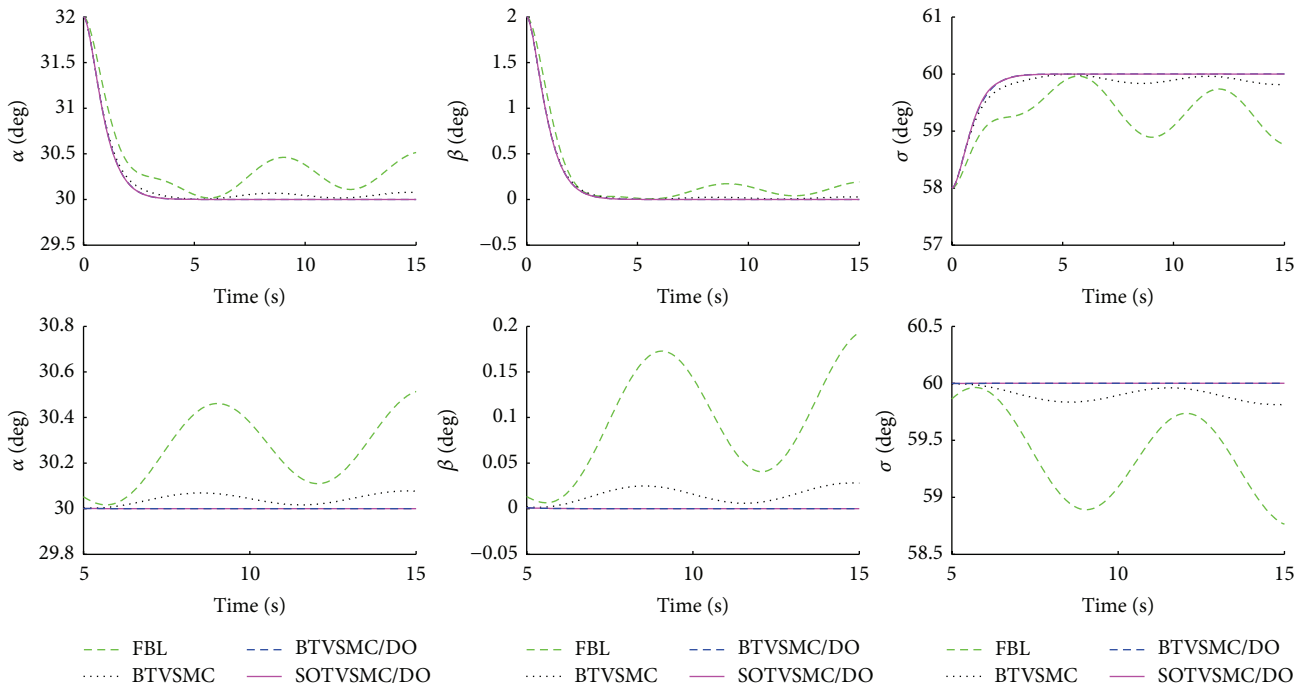 32
31.5
31
30.5
30
29.5
α (deg)
0 5 10 15
Time (s)
2
1.5
1
0.5
0
−0.5
β (deg)
0 5 10 15
Time (s)
61
60
59
58
57
σ (deg)
0 5 10 15
Time (s)
30.8
30.6
30.4
30.2
30
29.8
α (deg)
5 10 15
Time (s)
0.2
0.15
0.1
0.05
0
−0.05
β (deg)
5 10 15
Time (s)
60.5
60
59.5
59
58.5
σ (deg)
5 10 15
Time (s)
FBL BTVSMC/DO
BTVSMC SOTVSMC/DO
FBL BTVSMC/DO
BTVSMC SOTVSMC/DO
FBL BTVSMC/DO
BTVSMC SOTVSMC/DO